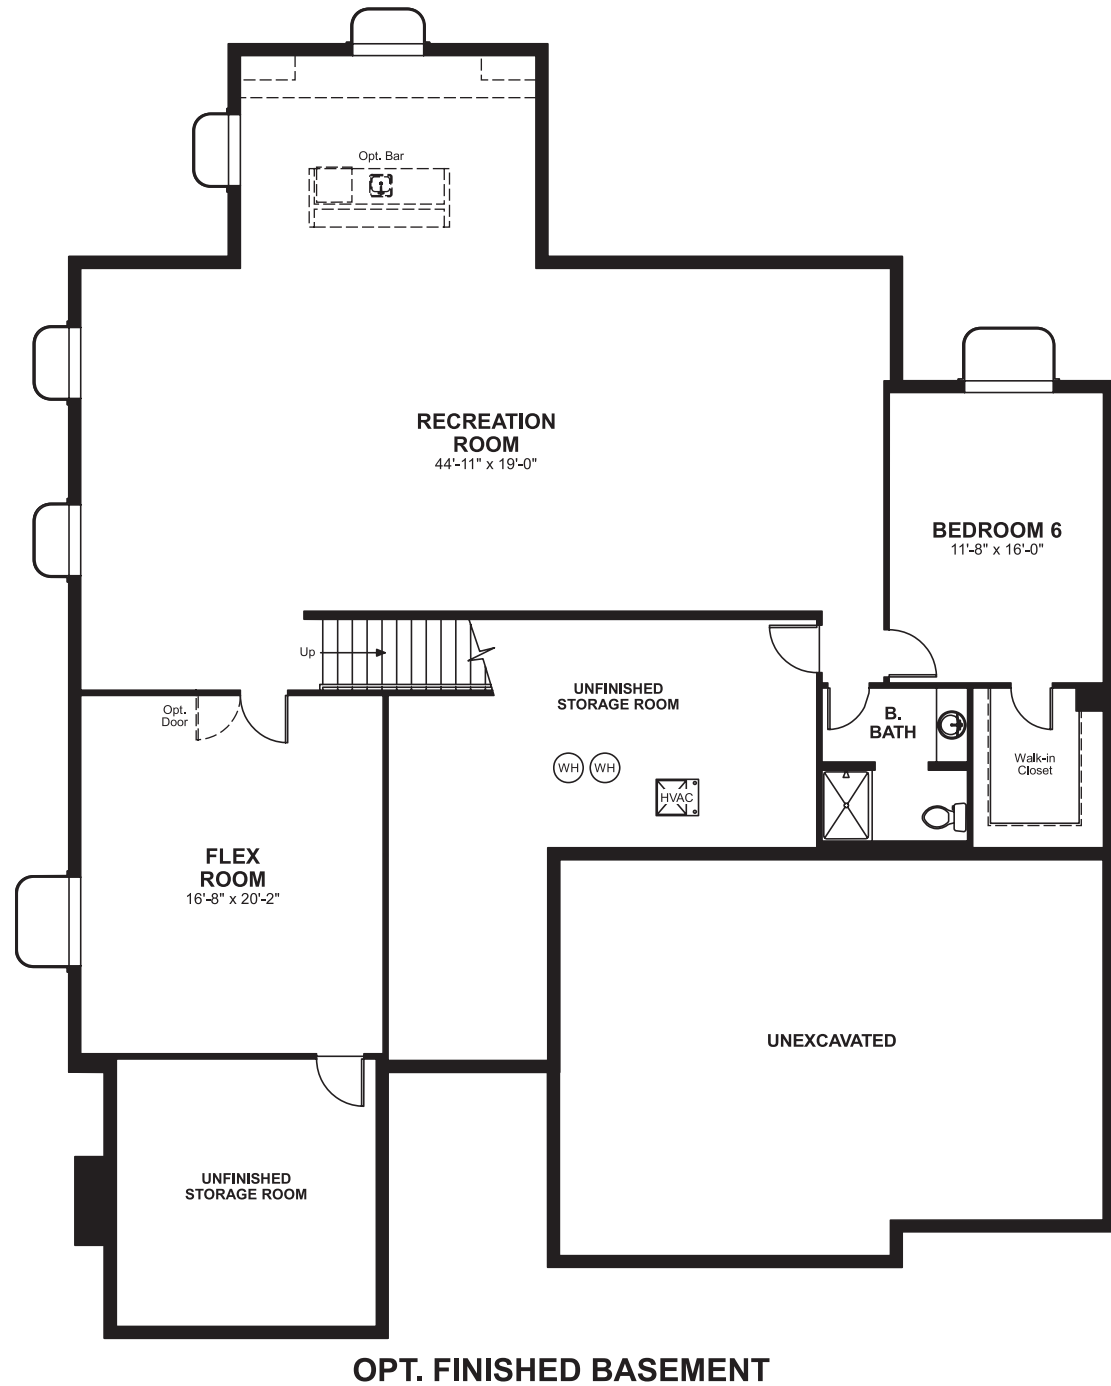 Opt. Bar
RECREATION
ROOM
44'-11" x 19'-0"
BEDROOM 6
11'-8" x 16'-0"
Up
UNFINISHED
STORAGE ROOM
Opt.
Door
B.
BATH
Walk-in
Closet
WH
WH
HVAC
FLEX
ROOM
16'-8" x 20'-2"
UNEXCAVATED
UNFINISHED
STORAGE ROOM
OPT. FINISHED BASEMENT